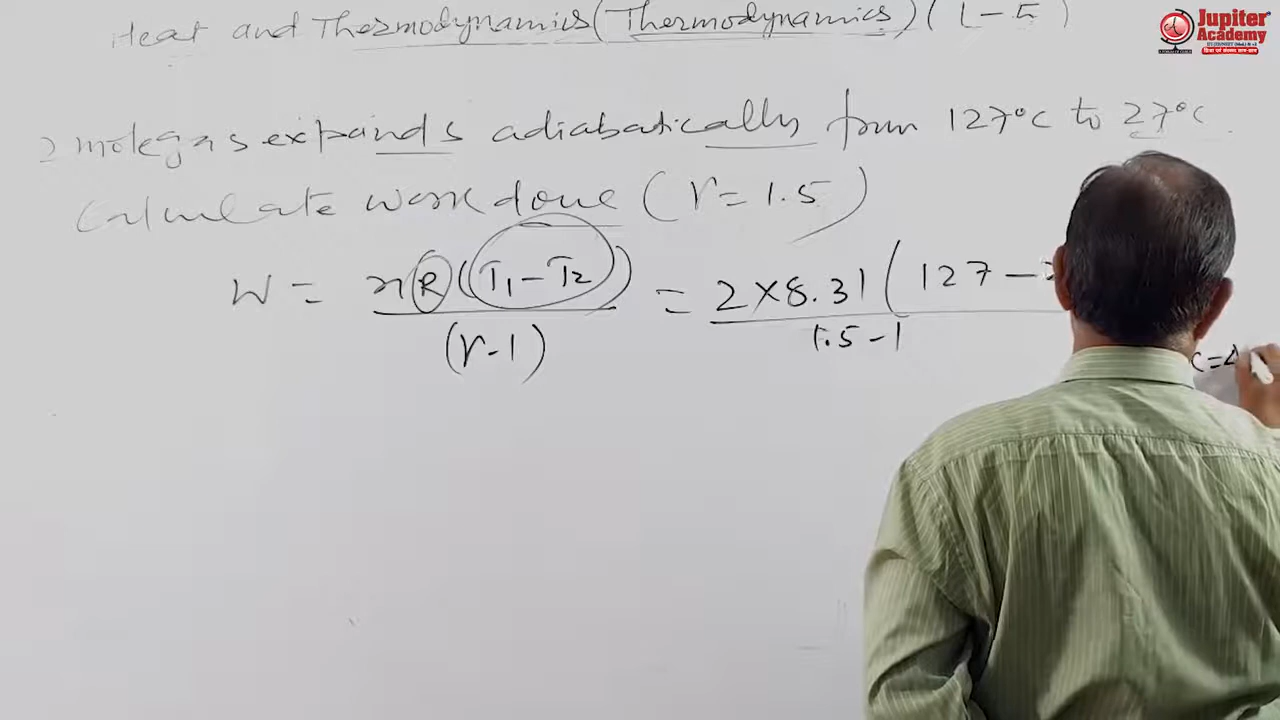 Heat and Thermodynamics (Thermodynamics) (L-5)
Jupiter Academy
2 mole gas expands adiabatically from 127°C to 27°C.
Calculate work done (γ = 1.5)
W = nR(T₁ - T₂) / (γ-1) = 2 × 8.31 (127 - / 1.5 - 1